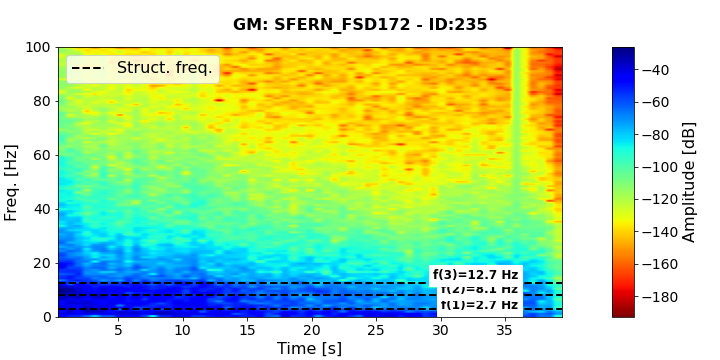 GM: SFERN_FSD172 - ID:235
100
80
60
40
20
0
Freq. [Hz]
Struct. freq.
f(3)=12.7 Hz
f(2)=8.1 Hz
f(1)=2.7 Hz
5 10 15 20 25 30 35
Time [s]
−40
−60
−80
−100
−120
−140
−160
−180
Amplitude [dB]